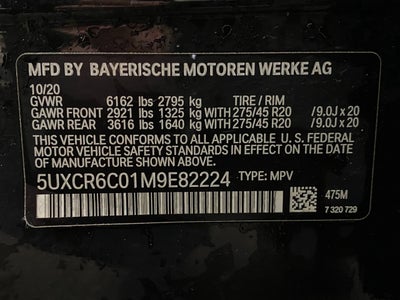 MFD BY BAYERISCHE MOTOREN WERKE AG
10/20
GVWR 6162 lbs 2795 kg TIRE / RIM
GAWR FRONT 2921 lbs 1325 kg WITH 275/45 R20 /9.0J x 20
GAWR REAR 3616 lbs 1640 kg WITH 275/45 R20 /9.0J x 20
THIS VEHICLE CONFORMS TO ALL APPLICABLE U. S. FEDERAL
MOTOR VEHICLE SAFETY STANDARDS IN EFFECT ON THE DATE
OF MANUFACTURE SHOWN ABOVE.
5UXCR6C01M9E82224 TYPE: MPV
475M
7 320 729